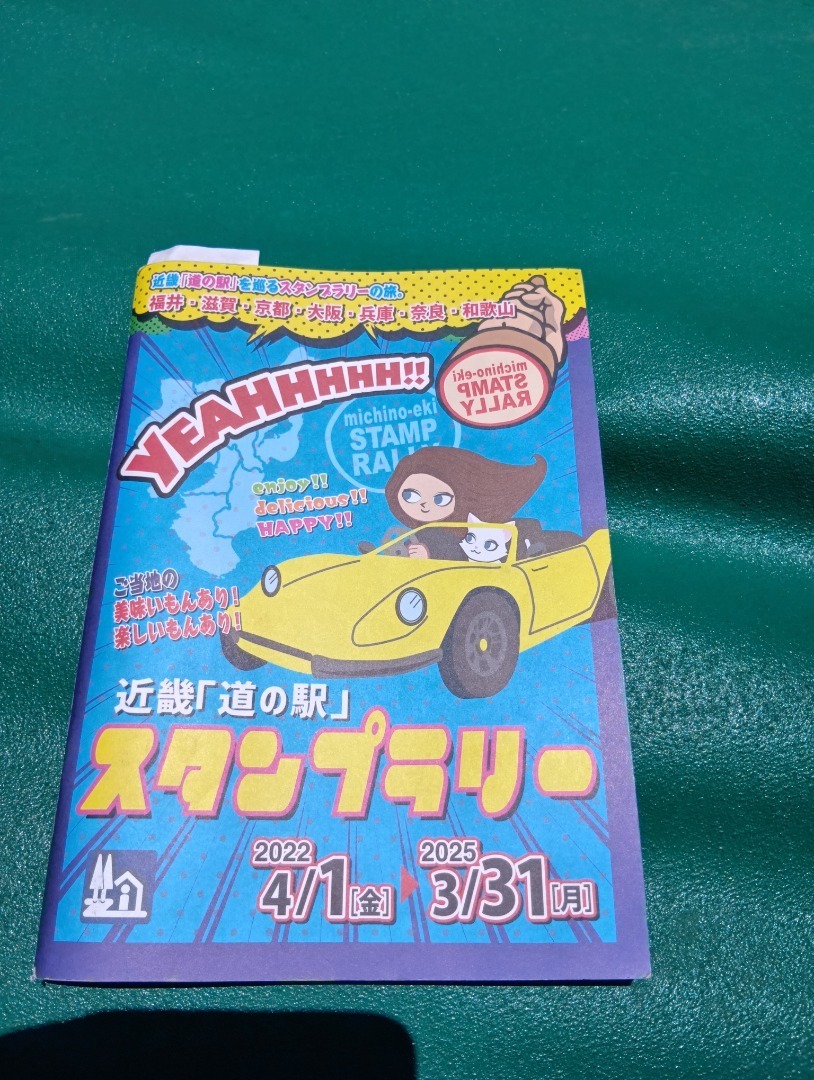 近畿「道の駅」を巡るスタンプラリーの旅。
福井・滋賀・京都・大阪・兵庫・奈良・和歌山
YEAHHHHHH!!
michino-eki
STAMP
RALLY
michino-eki
STAMP
RALL
enjoy!!
delicious!!
HAPPY!!
ご当地の
美味いもんあり!
楽しいもんあり!
近畿「道の駅」
スタンプラリー
2022
4/1[金]
2025
3/31[月]